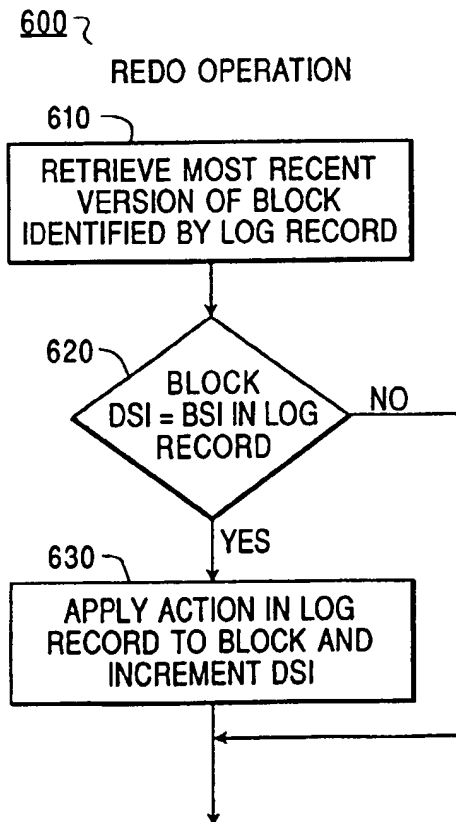 600
REDO OPERATION
610
RETRIEVE MOST RECENT
VERSION OF BLOCK
IDENTIFIED BY LOG RECORD
620
BLOCK
DSI = BSI IN LOG
RECORD
NO
YES
630
APPLY ACTION IN LOG
RECORD TO BLOCK AND
INCREMENT DSI